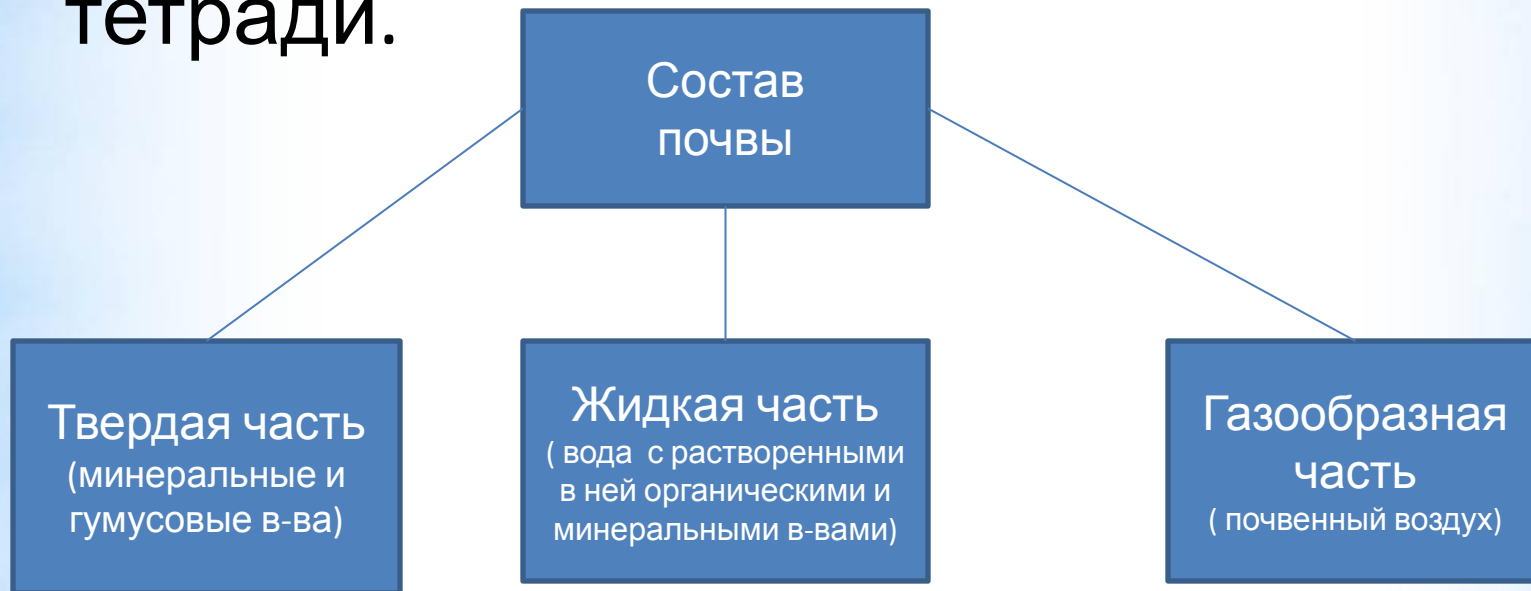 тетради.
Состав
почвы
Твердая часть
(минеральные и
гумусовые в-ва)
Жидкая часть
( вода с растворенными
в ней органическими и
минеральными в-вами)
Газообразная
часть
( почвенный воздух)